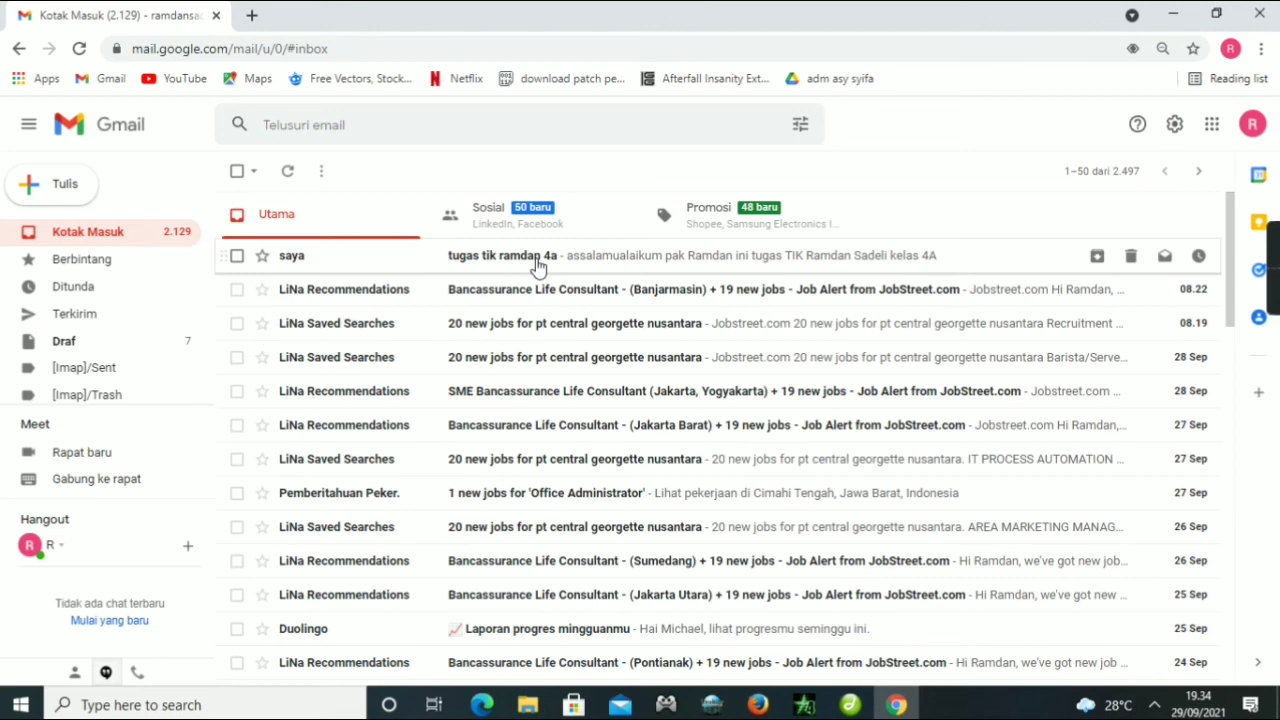 Kotak Masuk (2.129) - ramdansac
mail.google.com/mail/u/0/#inbox
R
Apps Gmail YouTube Maps Free Vectors, Stock... Netflix download patch pe... Afterfall Insanity Ext... adm asy syifa Reading list
Gmail
Telusuri email
R
Tulis
1–50 dari 2.497
Utama
Sosial 50 baru
LinkedIn, Facebook
Promosi 48 baru
Shopee, Samsung Electronics I...
Kotak Masuk 2.129
Berbintang
Ditunda
Terkirim
Draf 7
[Imap]/Sent
[Imap]/Trash
Meet
Rapat baru
Gabung ke rapat
Hangout
R R
Tidak ada chat terbaru
Mulai yang baru
saya tugas tik ramdan 4a - assalamualaikum pak Ramdan ini tugas TIK Ramdan Sadeli kelas 4A
LiNa Recommendations Bancassurance Life Consultant - (Banjarmasin) + 19 new jobs - Job Alert from JobStreet.com - Jobstreet.com Hi Ramdan, ... 08.22
LiNa Saved Searches 20 new jobs for pt central georgette nusantara - Jobstreet.com 20 new jobs for pt central georgette nusantara Recruitment ... 08.19
LiNa Saved Searches 20 new jobs for pt central georgette nusantara - Jobstreet.com 20 new jobs for pt central georgette nusantara Barista/Serve... 28 Sep
LiNa Recommendations SME Bancassurance Life Consultant (Jakarta, Yogyakarta) + 19 new jobs - Job Alert from JobStreet.com - Jobstreet.com ... 28 Sep
LiNa Recommendations Bancassurance Life Consultant - (Jakarta Barat) + 19 new jobs - Job Alert from JobStreet.com - Jobstreet.com Hi Ramdan,... 27 Sep
LiNa Saved Searches 20 new jobs for pt central georgette nusantara - 20 new jobs for pt central georgette nusantara. IT PROCESS AUTOMATION ... 27 Sep
Pemberitahuan Peker. 1 new jobs for 'Office Administrator' - Lihat pekerjaan di Cimahi Tengah, Jawa Barat, Indonesia 27 Sep
LiNa Saved Searches 20 new jobs for pt central georgette nusantara - 20 new jobs for pt central georgette nusantara. AREA MARKETING MANAG... 26 Sep
LiNa Recommendations Bancassurance Life Consultant - (Sumedang) + 19 new jobs - Job Alert from JobStreet.com - Hi Ramdan, we've got new job... 26 Sep
LiNa Recommendations Bancassurance Life Consultant - (Jakarta Utara) + 19 new jobs - Job Alert from JobStreet.com - Hi Ramdan, we've got new ... 25 Sep
Duolingo 📈 Laporan progres mingguanmu - Hai Michael, lihat progresmu seminggu ini. 25 Sep
LiNa Recommendations Bancassurance Life Consultant - (Pontianak) + 19 new jobs - Job Alert from JobStreet.com - Hi Ramdan, we've got new job ... 24 Sep
Type here to search
28°C
19.34
29/09/2021